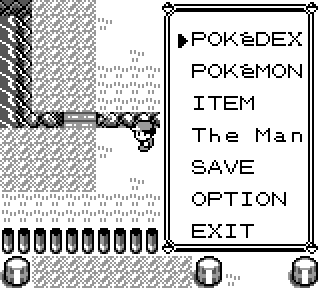 POKéDEX
POKéMON
ITEM
The Man
SAVE
OPTION
EXIT